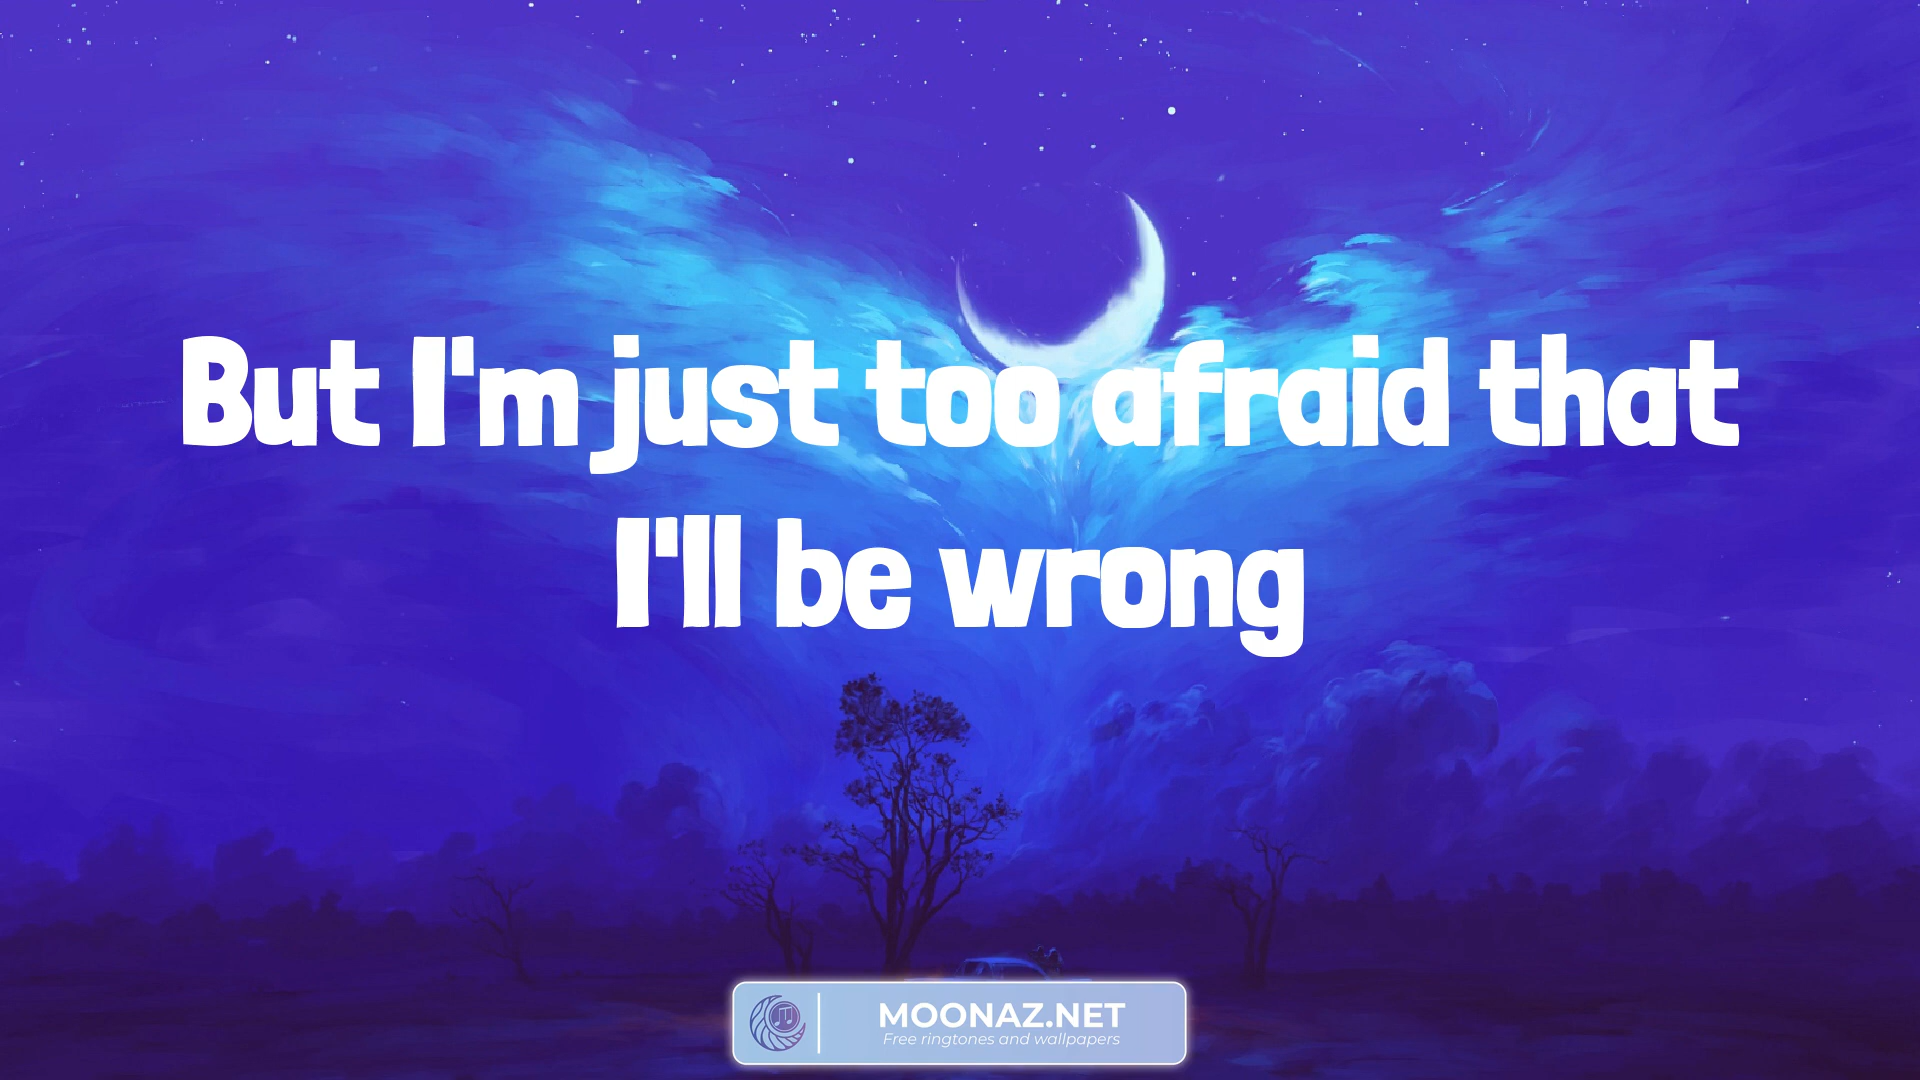 But I'm just too afraid that
I'll be wrong
MOONAZ.NET
Free ringtones and wallpapers